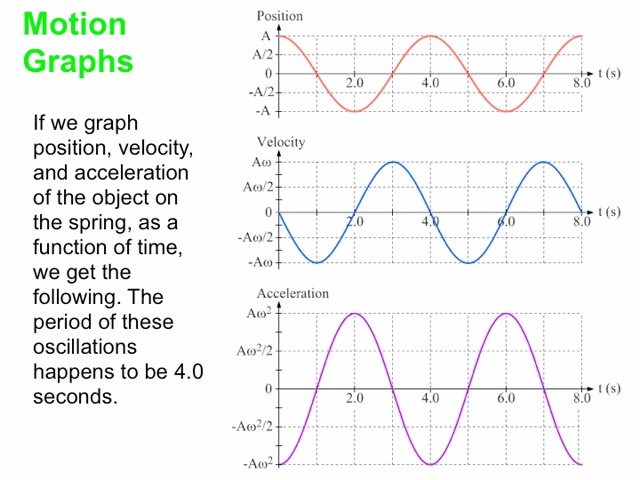 Motion
Graphs
If we graph
position, velocity,
and acceleration
of the object on
the spring, as a
function of time,
we get the
following. The
period of these
oscillations
happens to be 4.0
seconds.
Position
A
A/2
0
-A/2
-A
2.0 4.0 6.0 8.0 t (s)
Velocity
Aω
Aω/2
0
-Aω/2
-Aω
2.0 4.0 6.0 8.0 t (s)
Acceleration
Aω²
Aω²/2
0
-Aω²/2
-Aω²
2.0 4.0 6.0 8.0 t (s)